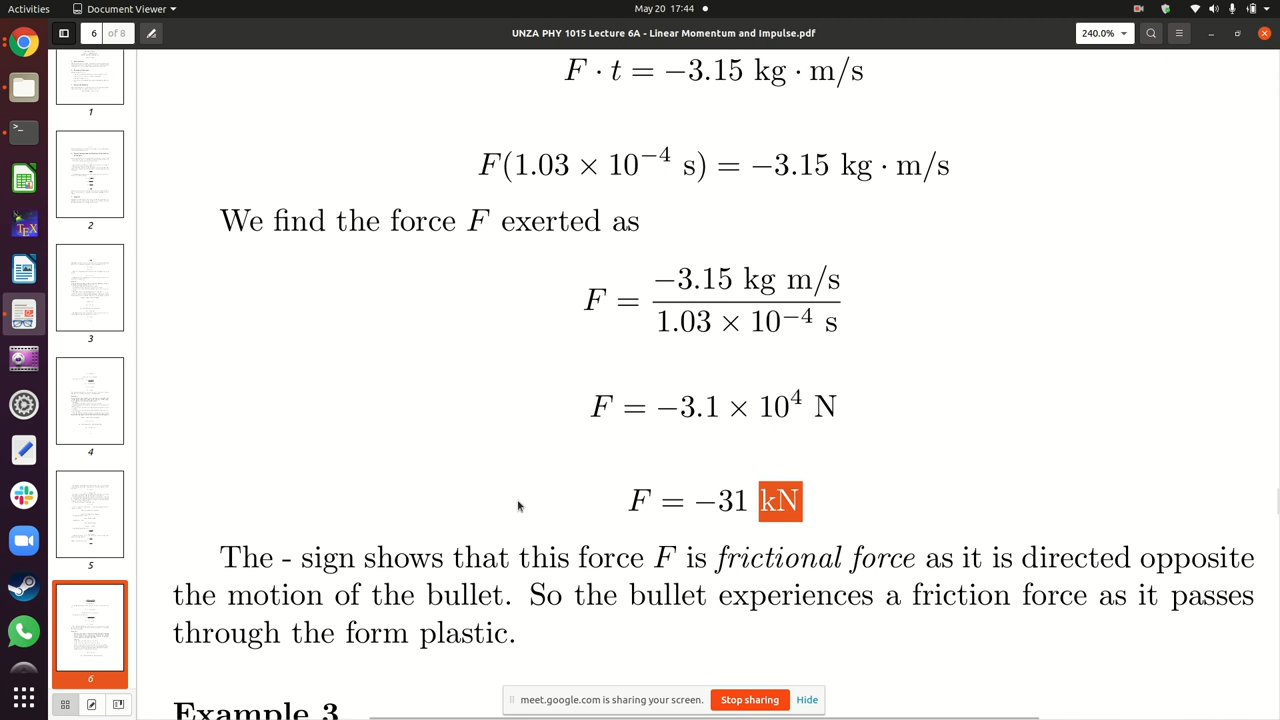 Activities
Document Viewer
May 20 17:44
6 of 8
UNZA PHY 1015 Lecture 6A - Linear Momentum and Impulse.pdf
240.0%
F · t = −3.15 kg · m/s
F(1.03 × 10⁻⁴ s) = −3.15 kg · m/s
We find the force F exerted as
F = −3.15 kg m/s / 1.03 × 10⁻⁴ s
F = −3.1 × 10⁴ N
F = −31 kN
The - sign shows that this force F is frictional force as it is directed opposite
the motion of the bullet. So the bullet experiences a friction force as it passes
through the form plastic.
Example 3
1
2
3
4
5
6
meet.google.com is sharing your screen.
Stop sharing
Hide